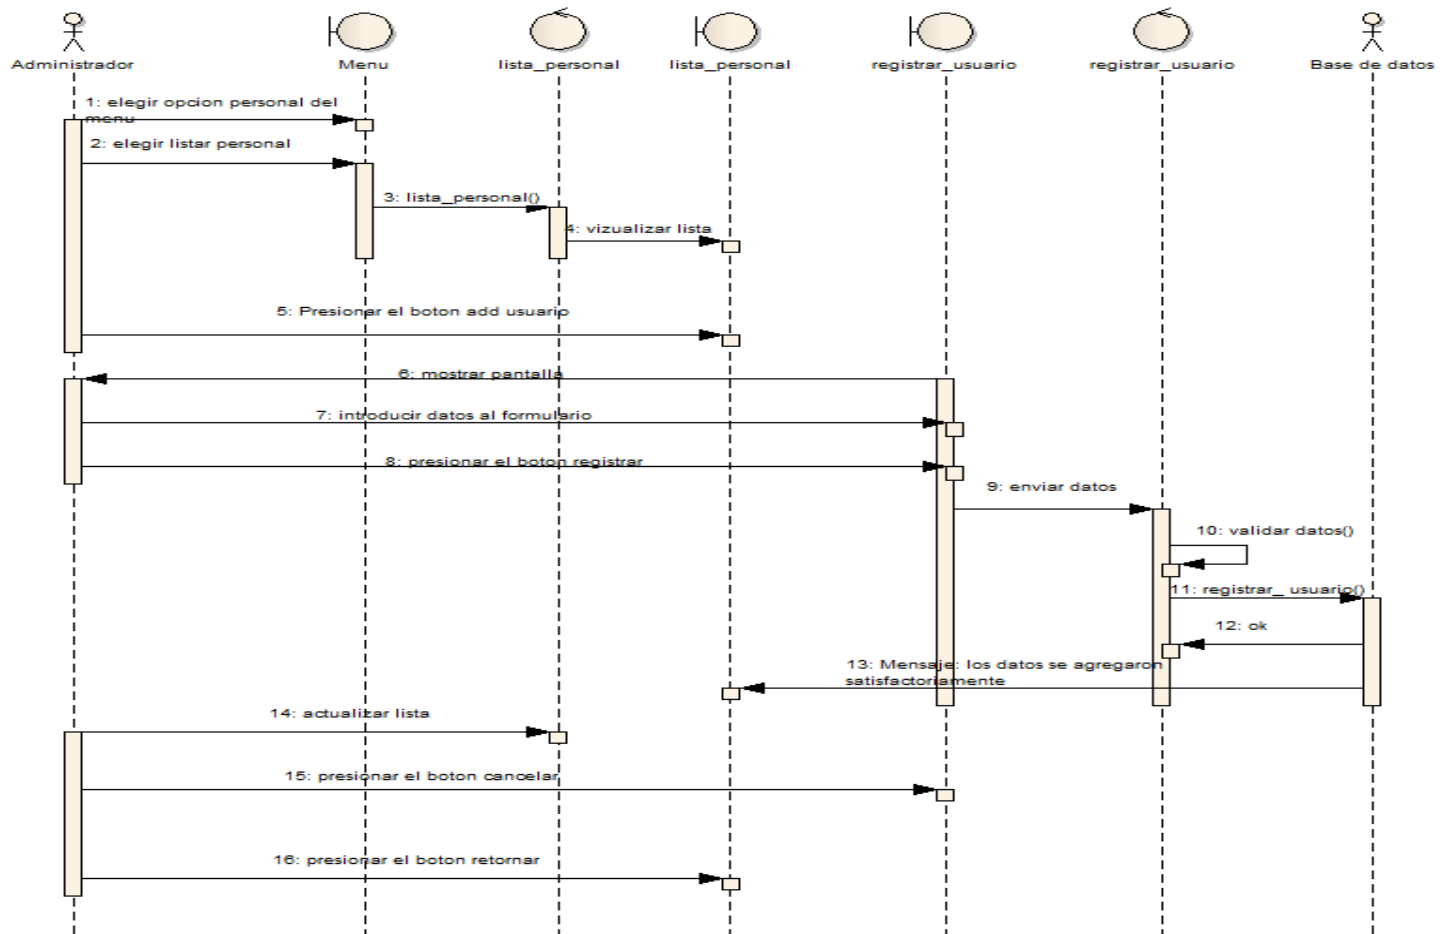 Administrador
Menu
lista_personal
lista_personal
registrar_usuario
registrar_usuario
Base de datos
1: elegir opcion personal del
menu
2: elegir listar personal
3: lista_personal()
4: vizualizar lista
5: Presionar el boton add usuario
6: mostrar pantalla
7: introducir datos al formulario
8: presionar el boton registrar
9: enviar datos
10: validar datos()
11: registrar_ usuario()
12: ok
13: Mensaje: los datos se agregaron
satisfactoriamente
14: actualizar lista
15: presionar el boton cancelar
16: presionar el boton retornar